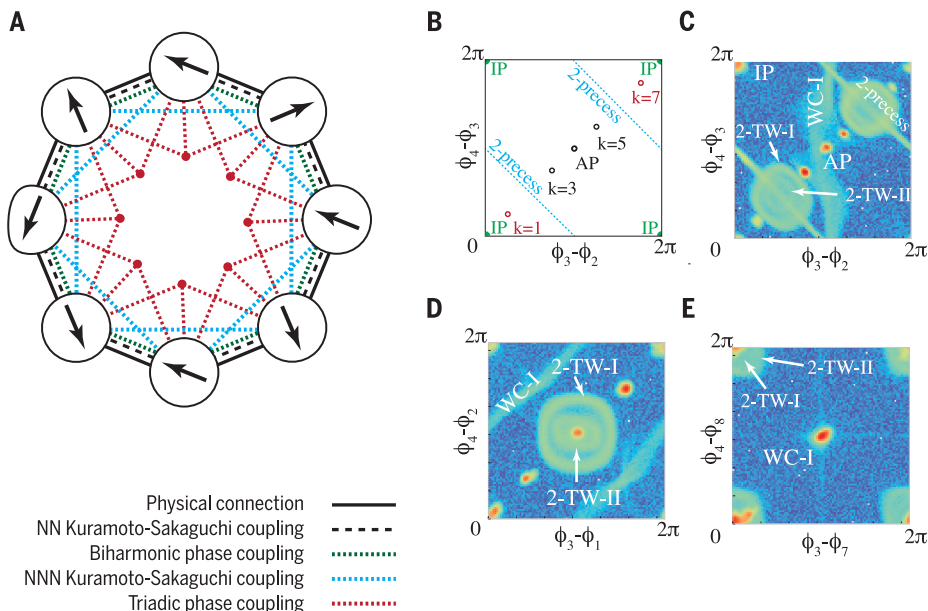 A
Physical connection
NN Kuramoto-Sakaguchi coupling
Biharmonic phase coupling
NNN Kuramoto-Sakaguchi coupling
Triadic phase coupling
B
2π
IP
IP
2-precess
k=7
ϕ4-ϕ3
k=5
AP
2-precess
k=3
k=1
IP
IP
0
ϕ3-ϕ2
2π
C
2π
IP
WC-I
2-precess
ϕ4-ϕ3
2-TW-I
AP
2-TW-II
0
ϕ3-ϕ2
2π
D
2π
2-TW-I
WC-I
ϕ4-ϕ2
2-TW-II
0
ϕ3-ϕ1
2π
E
2π
2-TW-II
2-TW-I
ϕ4-ϕ8
WC-I
0
ϕ3-ϕ7
2π